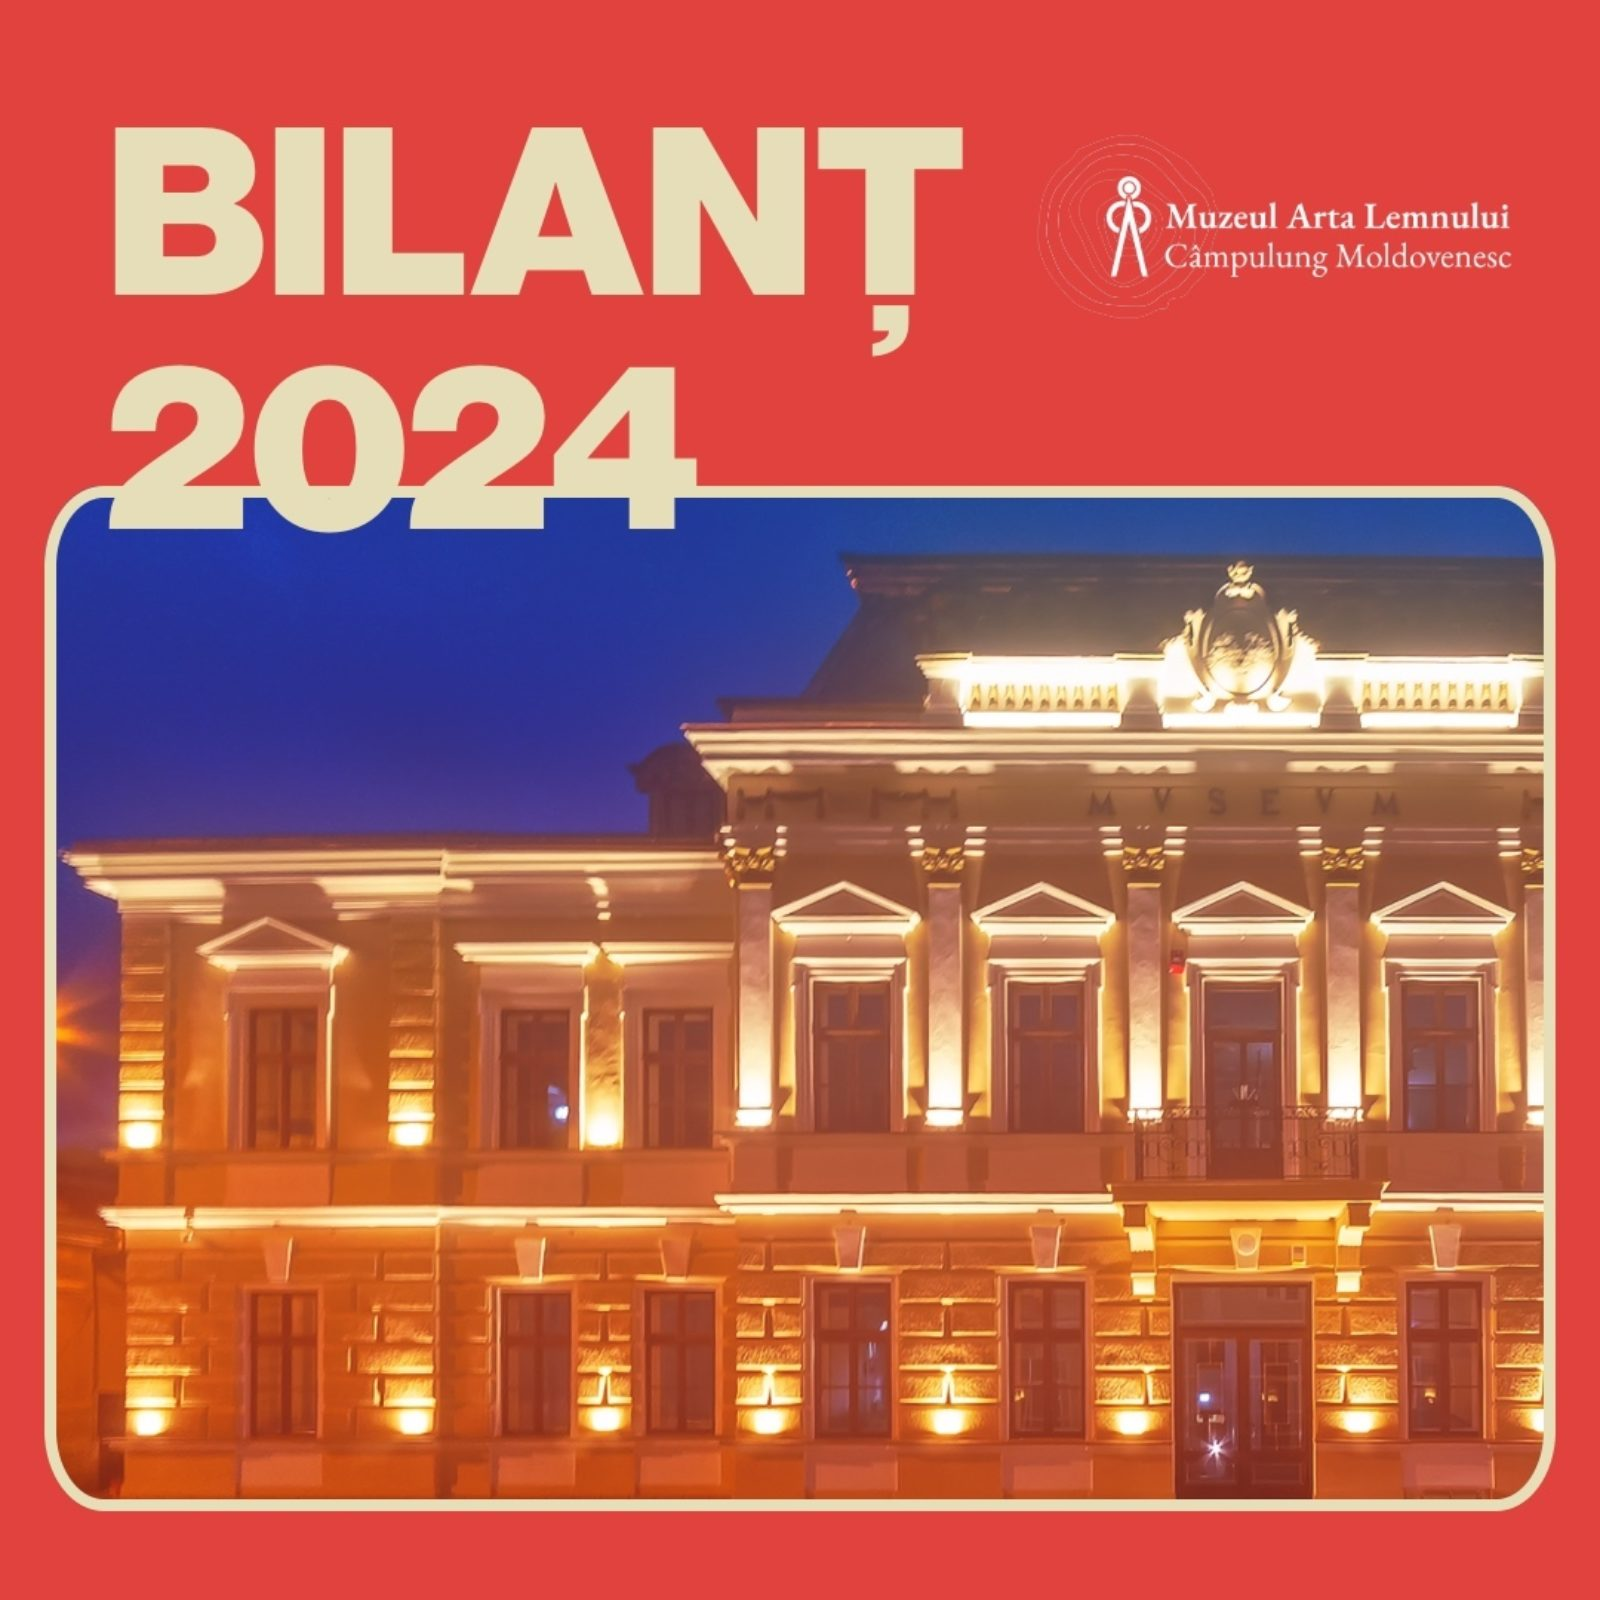 BILANȚ
2024
Muzeul Arta Lemnului
Câmpulung Moldovenesc
MVSEVM